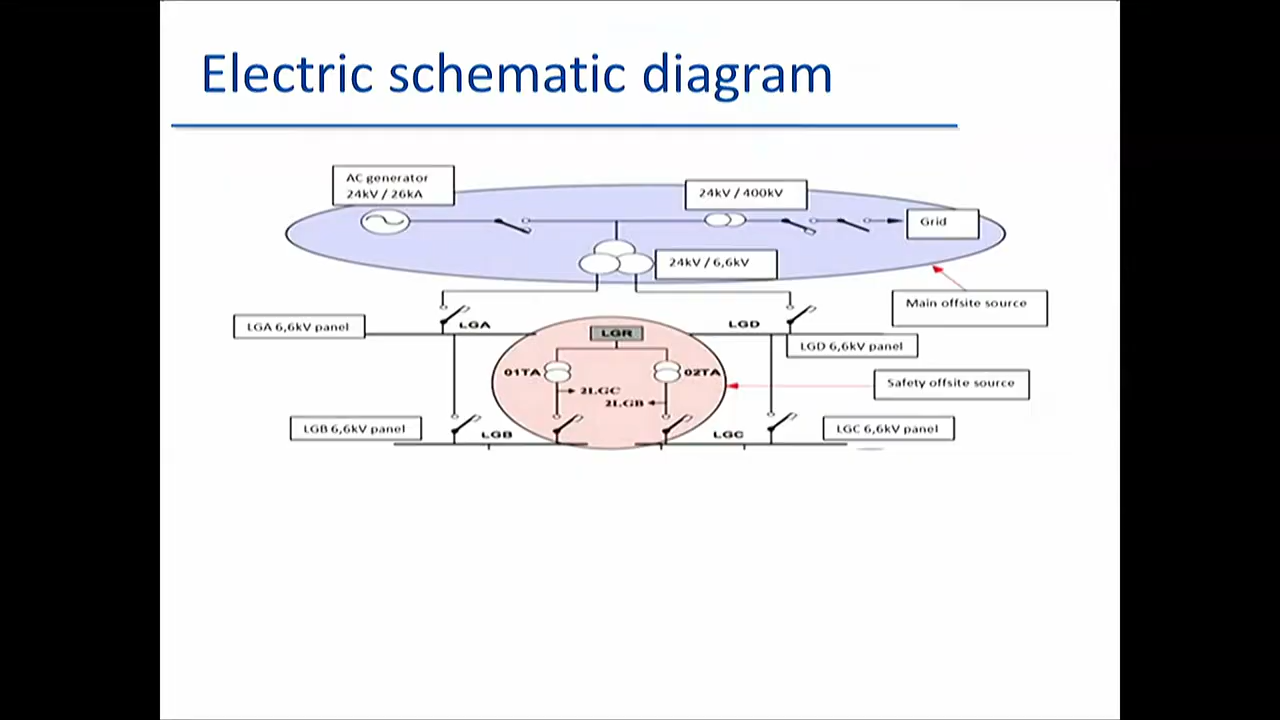 Electric schematic diagram
AC generator
24kV / 26kA
24kV / 400kV
Grid
24kV / 6,6kV
Main offsite source
LGA 6,6kV panel
LGA
LGR
LGD
LGD 6,6kV panel
01TA
02TA
2LGC
2LGB
Safety offsite source
LGB 6,6kV panel
LGB
LGC
LGC 6,6kV panel